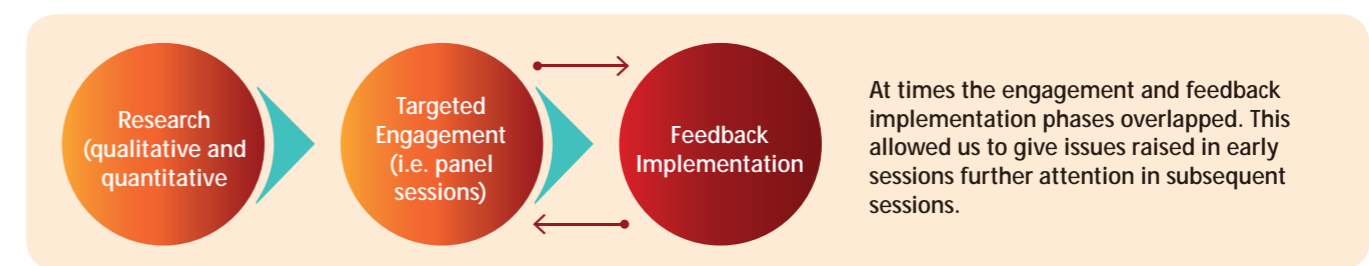 Research
(qualitative and
quantitative
Targeted
Engagement
(i.e. panel
sessions)
Feedback
Implementation
At times the engagement and feedback
implementation phases overlapped. This
allowed us to give issues raised in early
sessions further attention in subsequent
sessions.